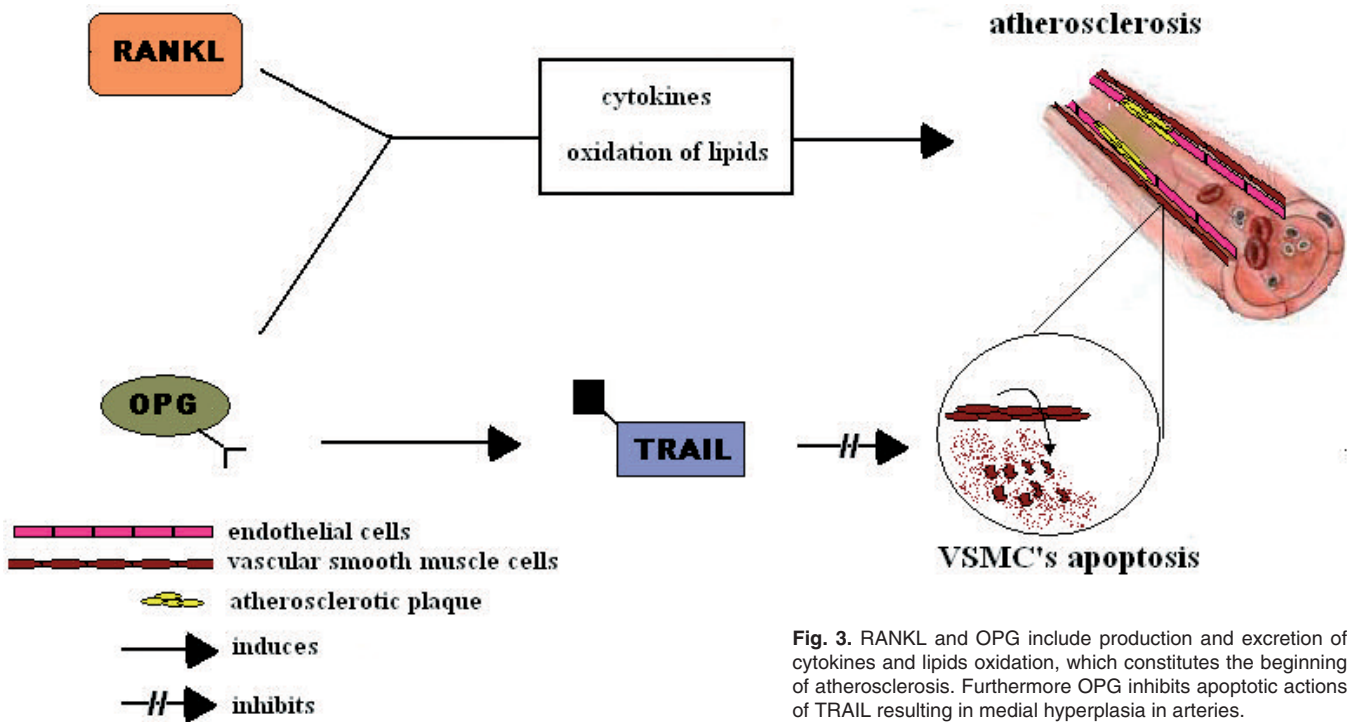 atherosclerosis
RANKL
cytokines
oxidation of lipids
OPG
TRAIL
VSMC's apoptosis
endothelial cells
vascular smooth muscle cells
atherosclerotic plaque
induces
inhibits
Fig. 3. RANKL and OPG include production and excretion of
cytokines and lipids oxidation, which constitutes the beginning
of atherosclerosis. Furthermore OPG inhibits apoptotic actions
of TRAIL resulting in medial hyperplasia in arteries.